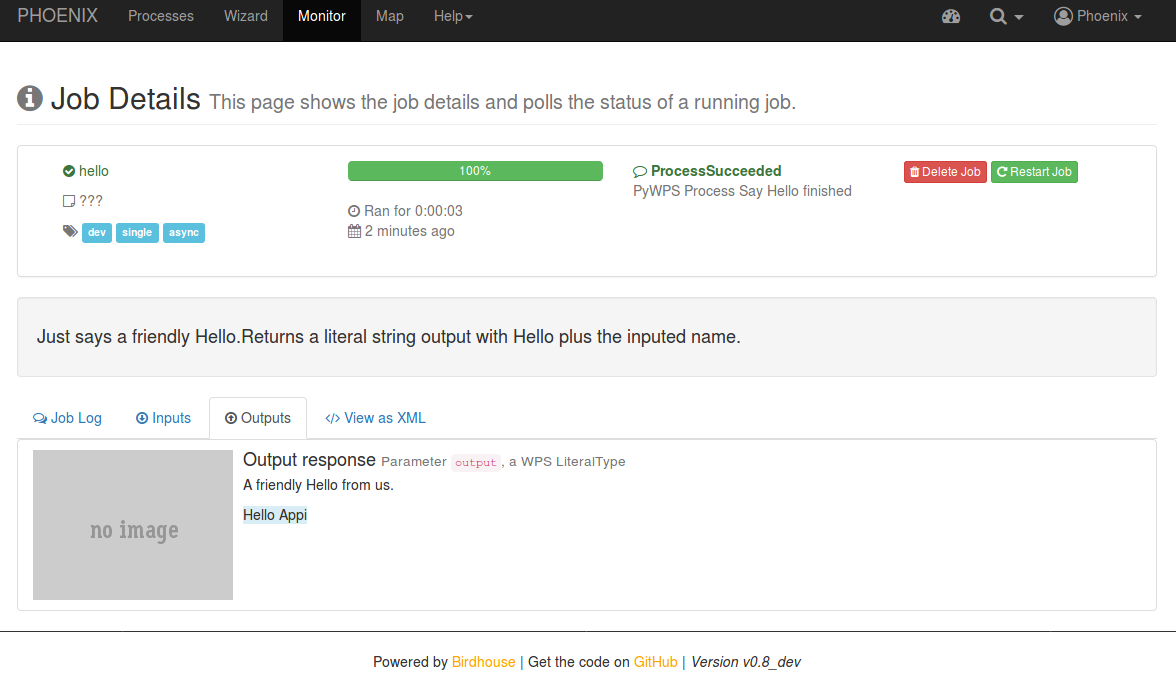 PHOENIX Processes Wizard Monitor Map Help Phoenix
Job Details This page shows the job details and polls the status of a running job.
hello 100% ProcessSucceeded Delete Job Restart Job
PyWPS Process Say Hello finished
???
Ran for 0:00:03
dev single async 2 minutes ago
Just says a friendly Hello.Returns a literal string output with Hello plus the inputed name.
Job Log Inputs Outputs </> View as XML
Output response Parameter output, a WPS LiteralType
A friendly Hello from us.
Hello Appi
no image
Powered by Birdhouse | Get the code on GitHub | Version v0.8_dev